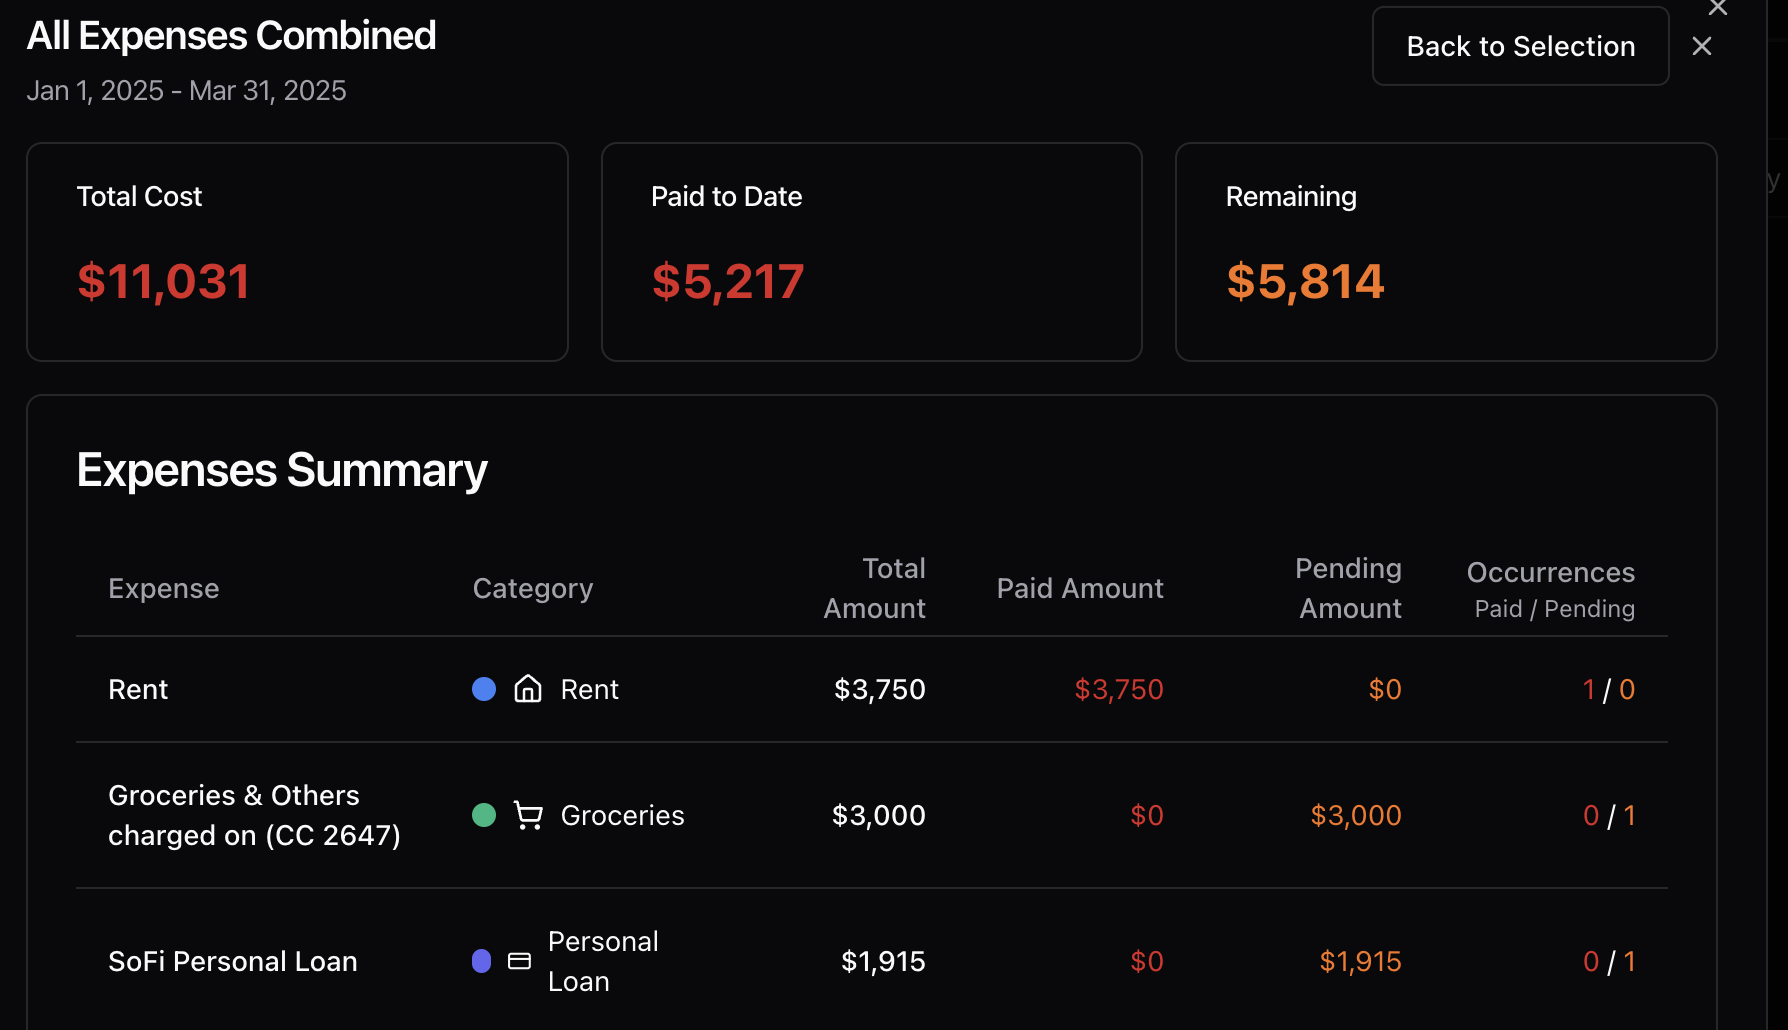 All Expenses Combined
Jan 1, 2025 - Mar 31, 2025
Back to Selection
Total Cost
$11,031
Paid to Date
$5,217
Remaining
$5,814
y
Expenses Summary
Expense
Category
Total
Amount
Paid Amount
Pending
Amount
Occurrences
Paid / Pending
Rent
Rent
$3,750
$3,750
$0
1 / 0
Groceries & Others
charged on (CC 2647)
Groceries
$3,000
$0
$3,000
0 / 1
SoFi Personal Loan
Personal
Loan
$1,915
$0
$1,915
0 / 1